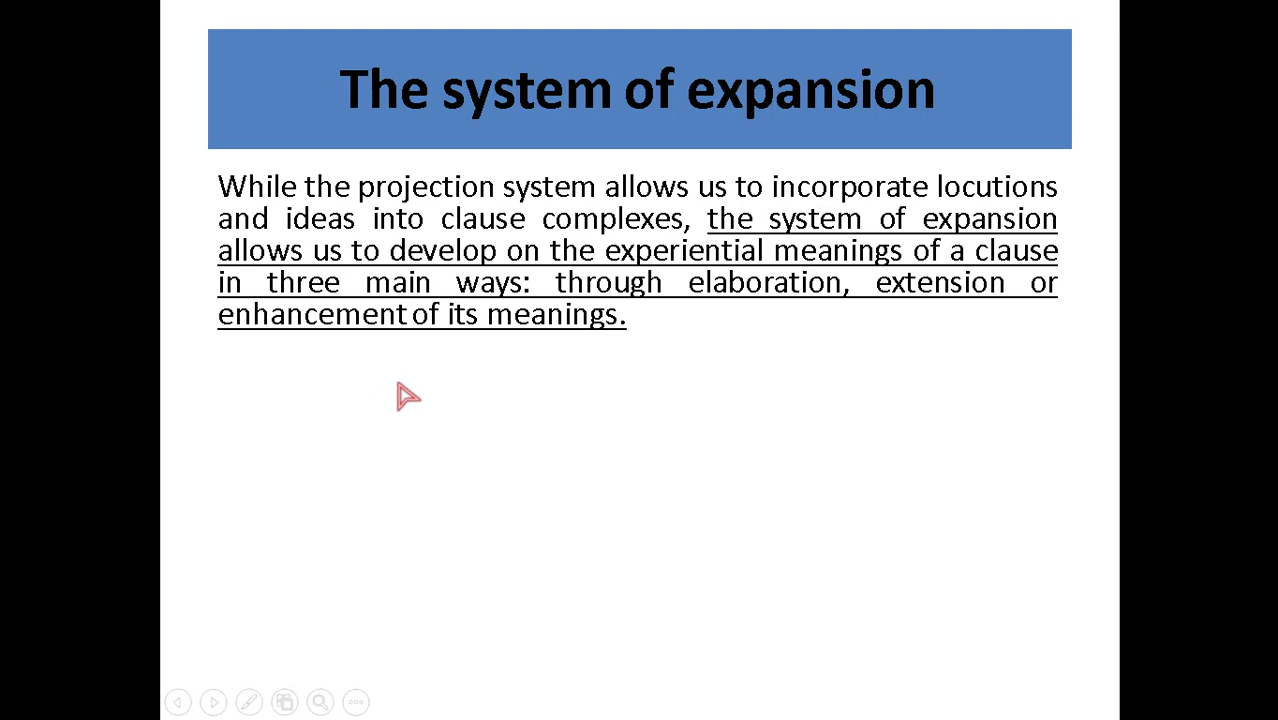 The system of expansion
While the projection system allows us to incorporate locutions
and ideas into clause complexes, the system of expansion
allows us to develop on the experiential meanings of a clause
in three main ways: through elaboration, extension or
enhancement of its meanings.